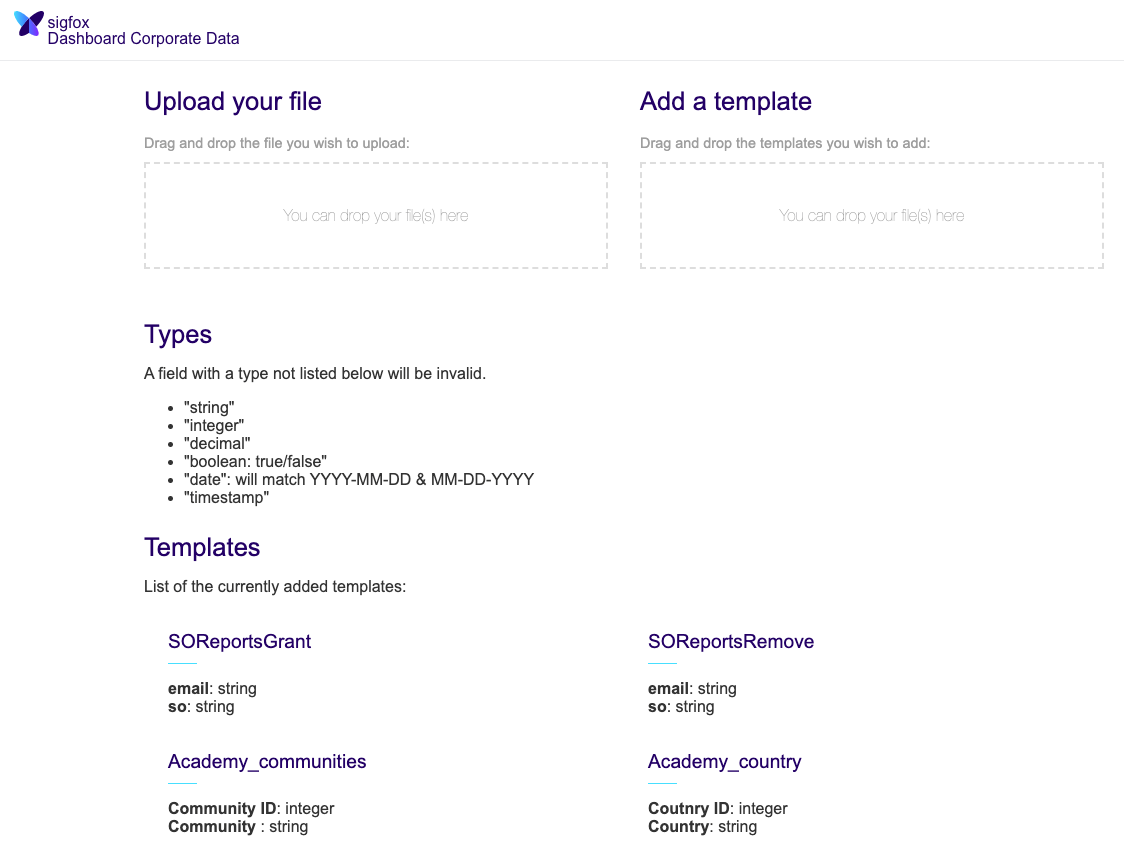 sigfox
Dashboard Corporate Data
Upload your file
Drag and drop the file you wish to upload:
You can drop your file(s) here
Add a template
Drag and drop the templates you wish to add:
You can drop your file(s) here
Types
A field with a type not listed below will be invalid.
• "string"
• "integer"
• "decimal"
• "boolean: true/false"
• "date": will match YYYY-MM-DD & MM-DD-YYYY
• "timestamp"
Templates
List of the currently added templates:
SOReportsGrant
email: string
so: string
SOReportsRemove
email: string
so: string
Academy_communities
Community ID: integer
Community : string
Academy_country
Coutnry ID: integer
Country: string